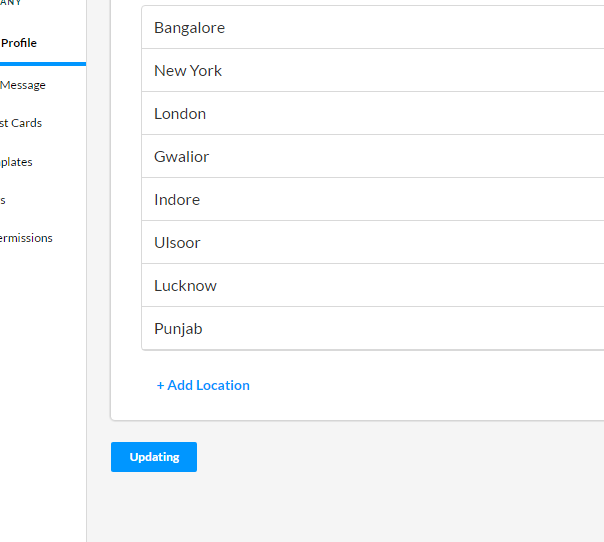 ANY
Profile
Message
st Cards
plates
s
ermissions
Bangalore
New York
London
Gwalior
Indore
Ulsoor
Lucknow
Punjab
+ Add Location
Updating